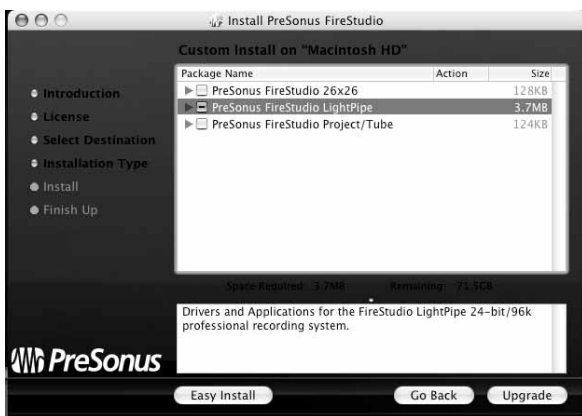 Install PreSonus FireStudio
Custom Install on "Macintosh HD"
Introduction
License
Select Destination
Installation Type
Install
Finish Up
Package Name Action Size
PreSonus FireStudio 26x26 128KB
PreSonus FireStudio LightPipe 3.7MB
PreSonus FireStudio Project/Tube 124KB
Space Required: 3.7MB Remaining: 71.5GB
Drivers and Applications for the FireStudio LightPipe 24-bit/96k
professional recording system.
PreSonus
Easy Install Go Back Upgrade